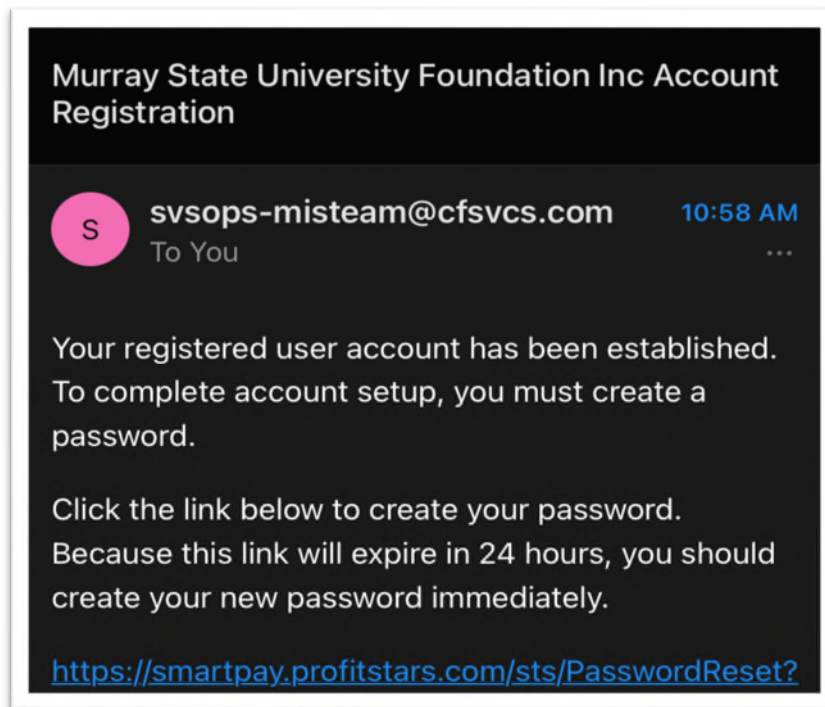 Murray State University Foundation Inc Account
Registration
S
svsops-misteam@cfsvcs.com
10:58 AM
To You
...
Your registered user account has been established.
To complete account setup, you must create a
password.
Click the link below to create your password.
Because this link will expire in 24 hours, you should
create your new password immediately.
https://smartpay.profitstars.com/sts/PasswordReset?